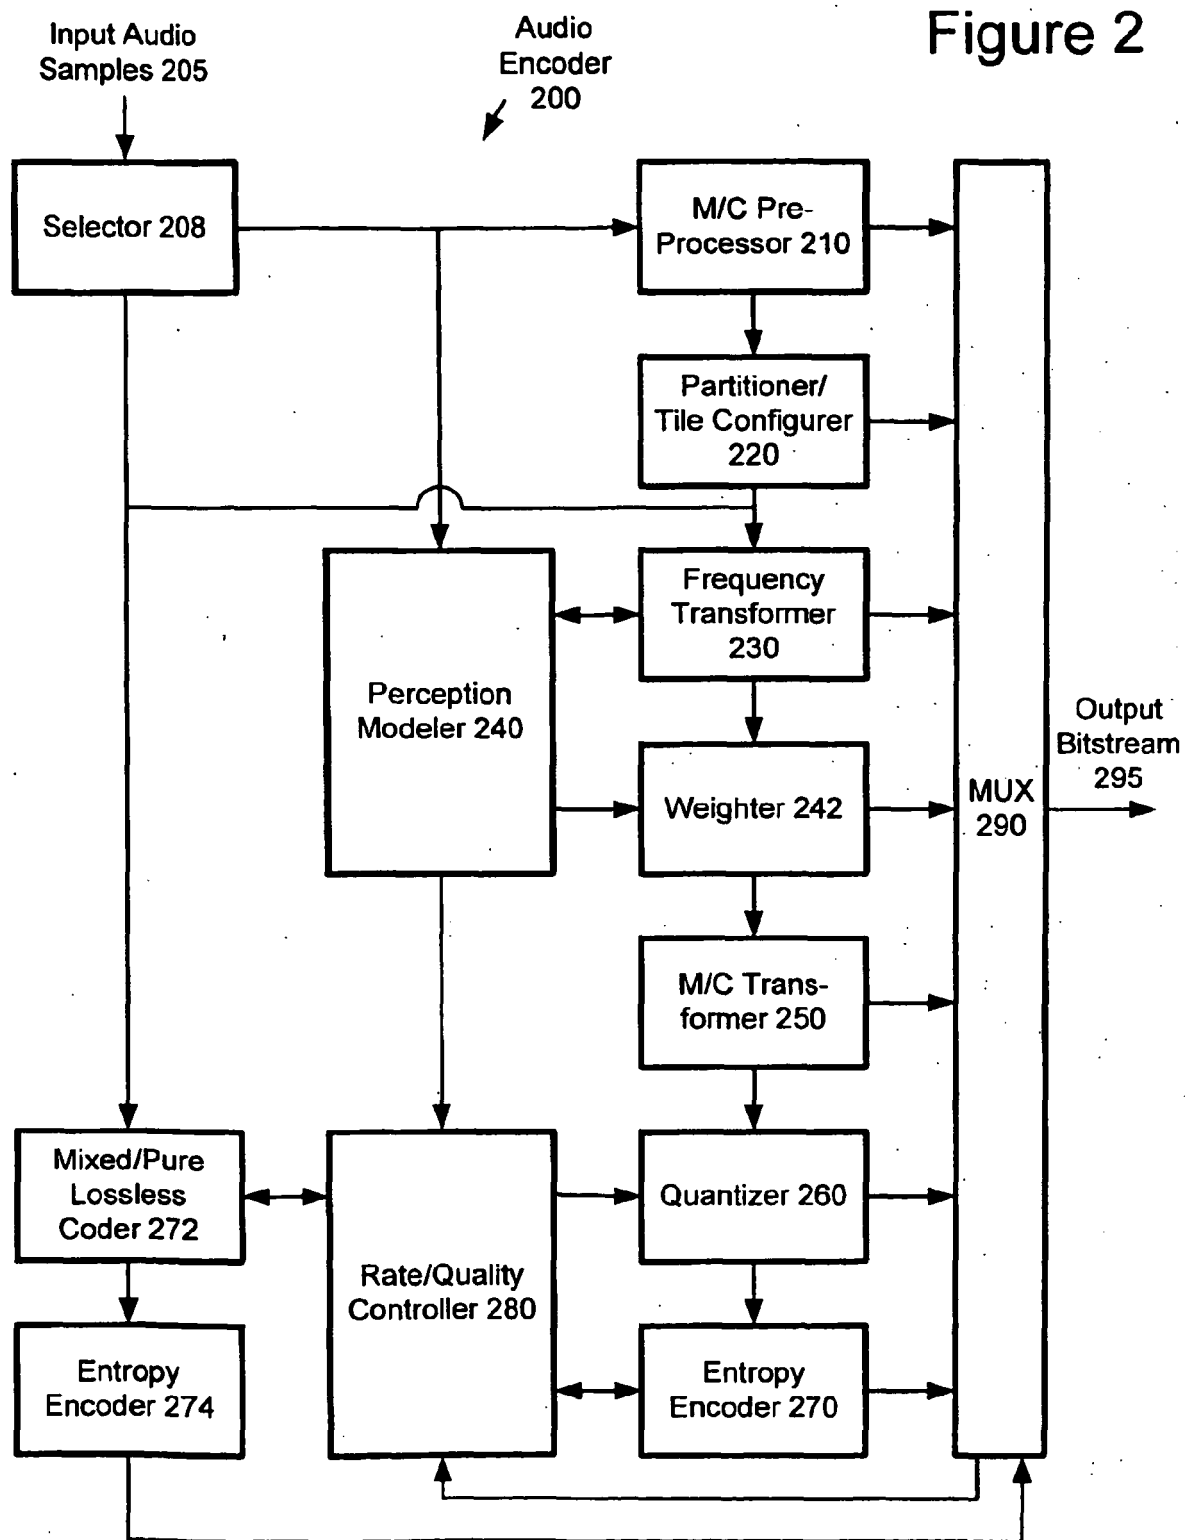 Figure 2
Input Audio
Samples 205
Audio
Encoder
200
Selector 208
M/C Pre-
Processor 210
Partitioner/
Tile Configurer
220
Frequency
Transformer
230
Perception
Modeler 240
Weighter 242
MUX
290
Output
Bitstream
295
M/C Trans-
former 250
Mixed/Pure
Lossless
Coder 272
Rate/Quality
Controller 280
Quantizer 260
Entropy
Encoder 274
Entropy
Encoder 270